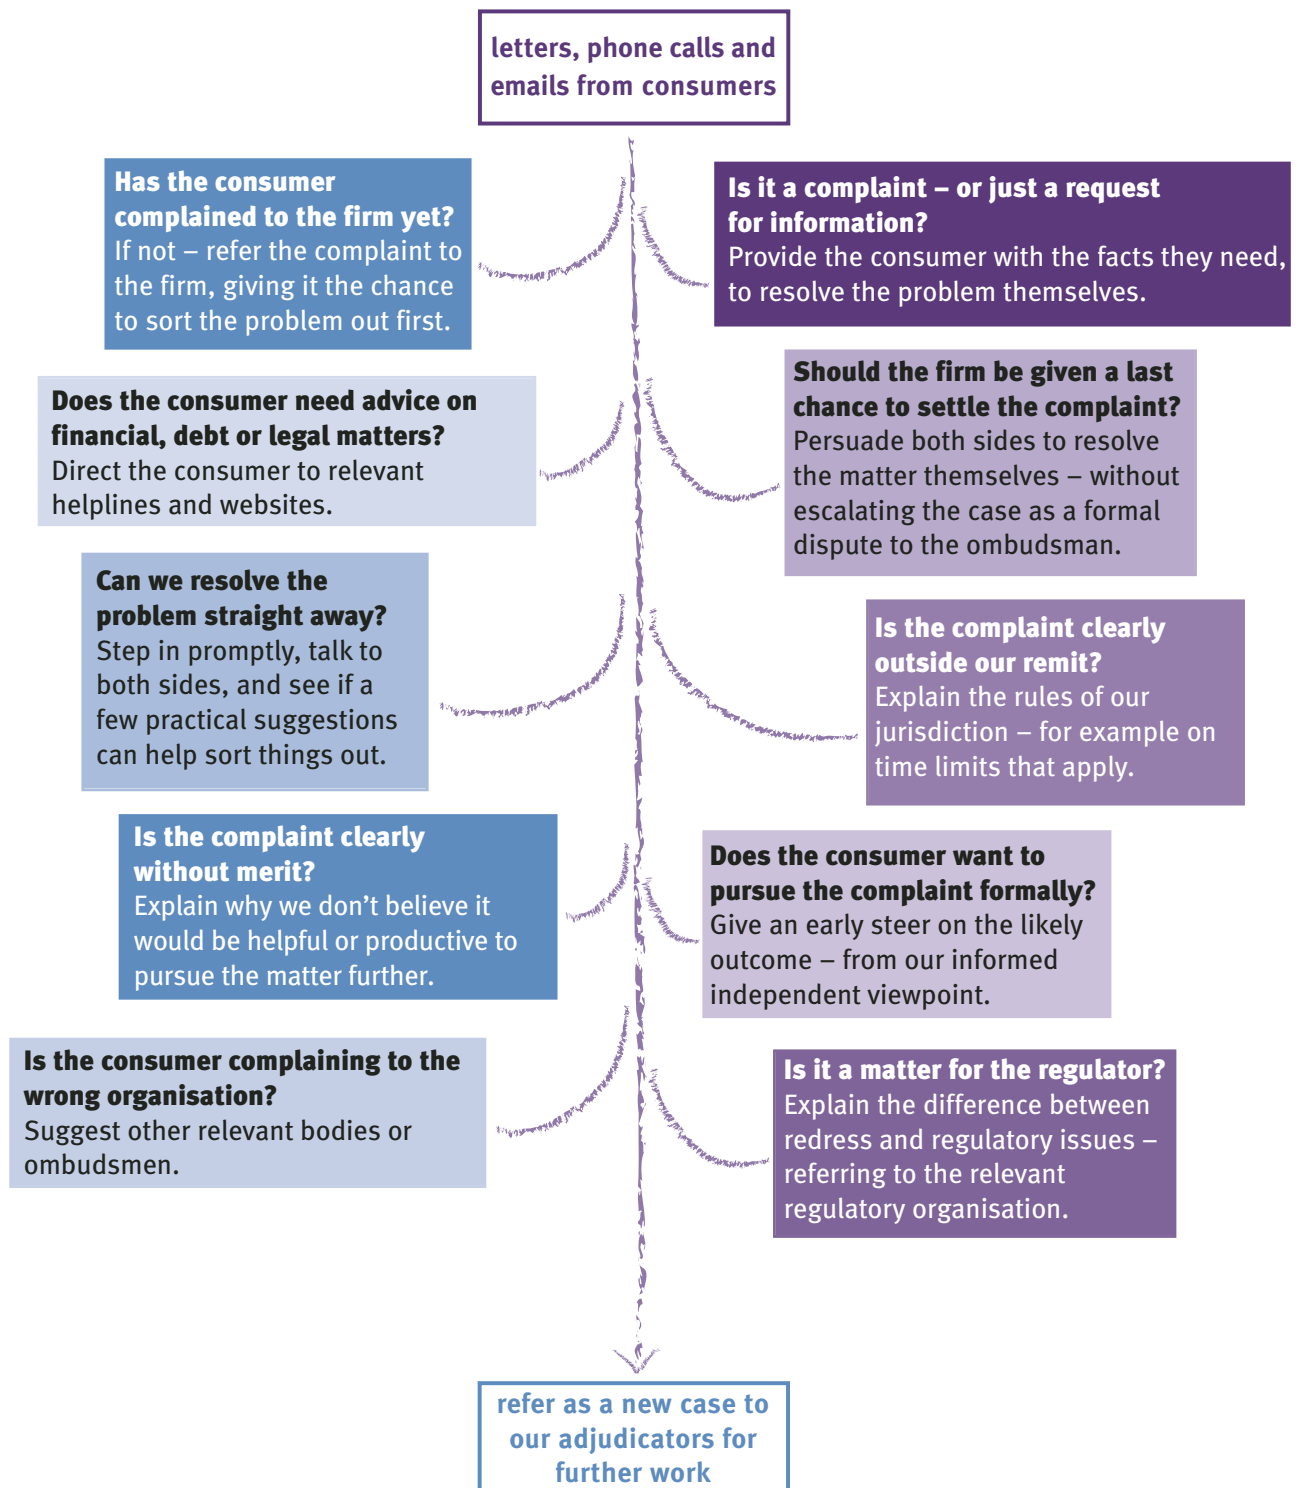 letters, phone calls and
emails from consumers
Has the consumer
complained to the firm yet?
If not – refer the complaint to
the firm, giving it the chance
to sort the problem out first.
Is it a complaint – or just a request
for information?
Provide the consumer with the facts they need,
to resolve the problem themselves.
Does the consumer need advice on
financial, debt or legal matters?
Direct the consumer to relevant
helplines and websites.
Should the firm be given a last
chance to settle the complaint?
Persuade both sides to resolve
the matter themselves – without
escalating the case as a formal
dispute to the ombudsman.
Can we resolve the
problem straight away?
Step in promptly, talk to
both sides, and see if a
few practical suggestions
can help sort things out.
Is the complaint clearly
outside our remit?
Explain the rules of our
jurisdiction – for example on
time limits that apply.
Is the complaint clearly
without merit?
Explain why we don’t believe it
would be helpful or productive to
pursue the matter further.
Does the consumer want to
pursue the complaint formally?
Give an early steer on the likely
outcome – from our informed
independent viewpoint.
Is the consumer complaining to the
wrong organisation?
Suggest other relevant bodies or
ombudsmen.
Is it a matter for the regulator?
Explain the difference between
redress and regulatory issues –
referring to the relevant
regulatory organisation.
refer as a new case to
our adjudicators for
further work